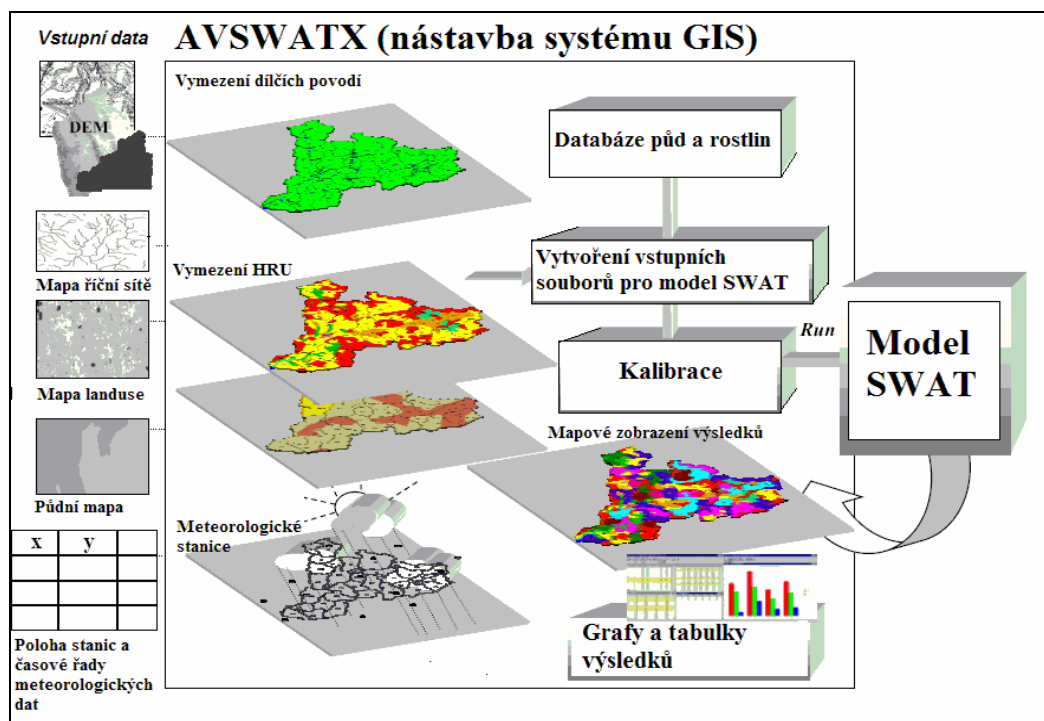 Vstupní data
AVSWATX (nástavba systému GIS)
DEM
Mapa říční sítě
Mapa landuse
Půdní mapa
x y
Poloha stanic a
časové řady
meteorologických
dat
Vymezení dílčích povodí
Vymezení HRU
Meteorologické
stanice
Databáze půd a rostlin
Vytvoření vstupních
souborů pro model SWAT
Kalibrace
Run
Model
SWAT
Mapové zobrazení výsledků
Grafy a tabulky
výsledků